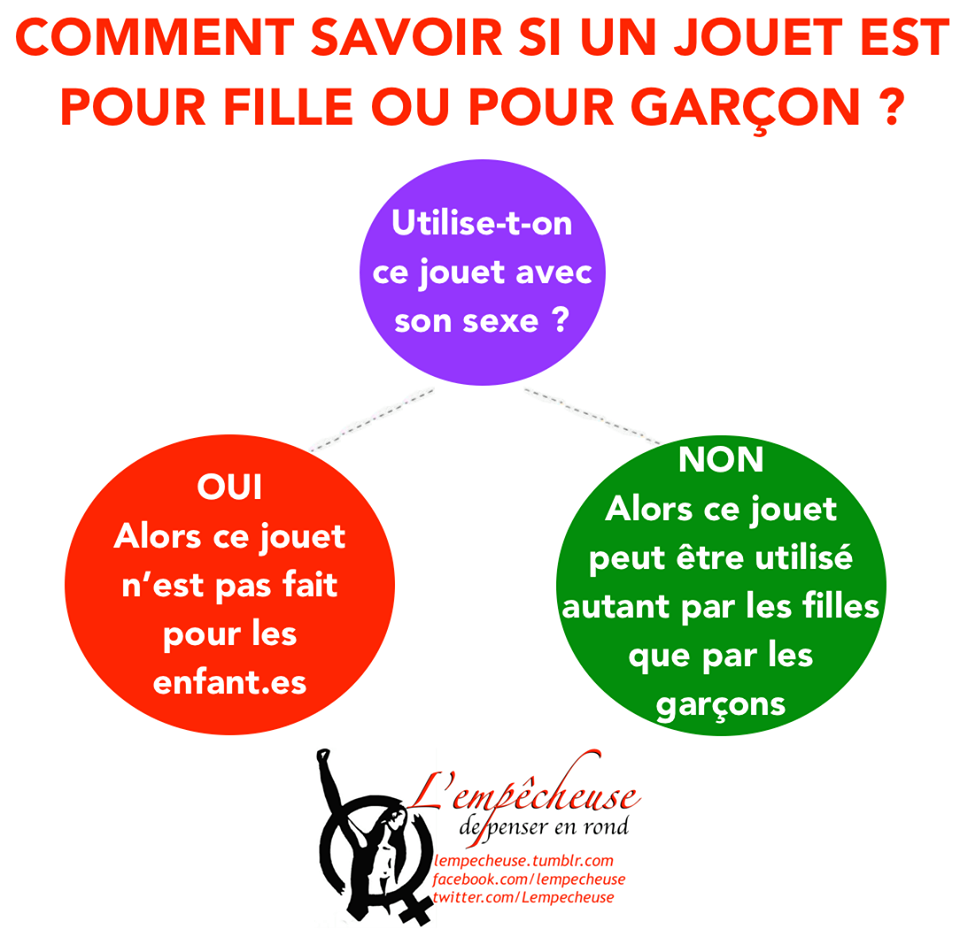 COMMENT SAVOIR SI UN JOUET EST
POUR FILLE OU POUR GARÇON ?
Utilise-t-on
ce jouet avec
son sexe ?
OUI
Alors ce jouet
n’est pas fait
pour les
enfant.es
NON
Alors ce jouet
peut être utilisé
autant par les filles
que par les
garçons
L'empêcheuse
de penser en rond
lempecheuse.tumblr.com
facebook.com/lempecheuse
twitter.com/Lempecheuse